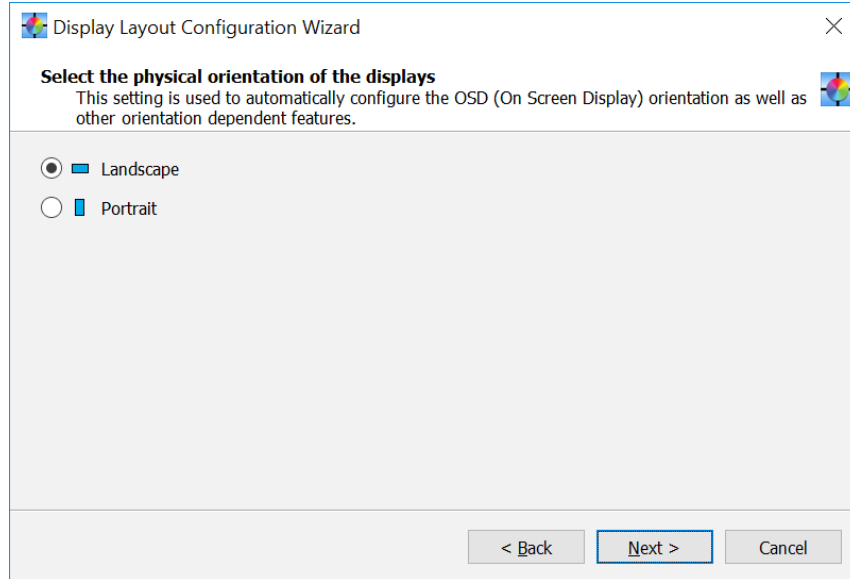 Display Layout Configuration Wizard
Select the physical orientation of the displays
This setting is used to automatically configure the OSD (On Screen Display) orientation as well as
other orientation dependent features.
Landscape
Portrait
< Back
Next >
Cancel